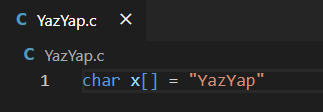 C YazYap.c ×
C YazYap.c
1 char x[] = "YazYap"